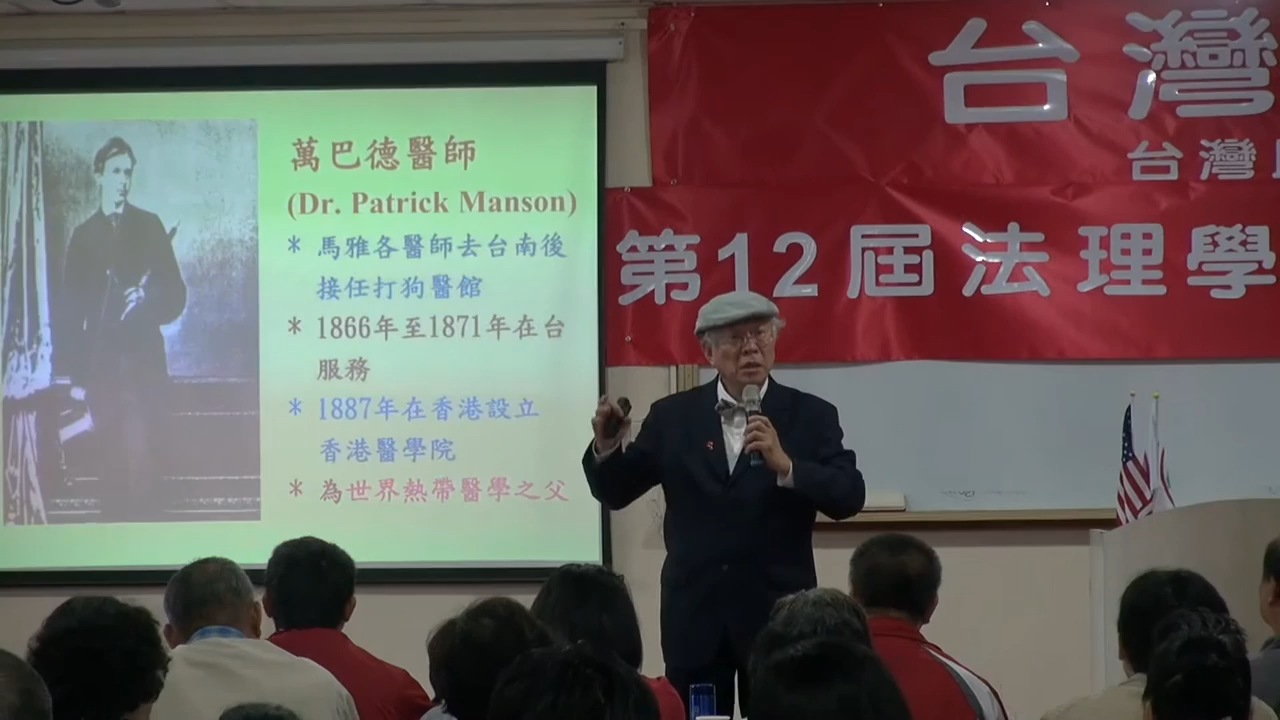 萬巴德醫師
(Dr. Patrick Manson)
* 馬雅各醫師去台南後
接任打狗醫館
* 1866年至1871年在台
服務
* 1887年在香港設立
香港醫學院
* 為世界熱帶醫學之父
台灣
台灣
第12屆法理學